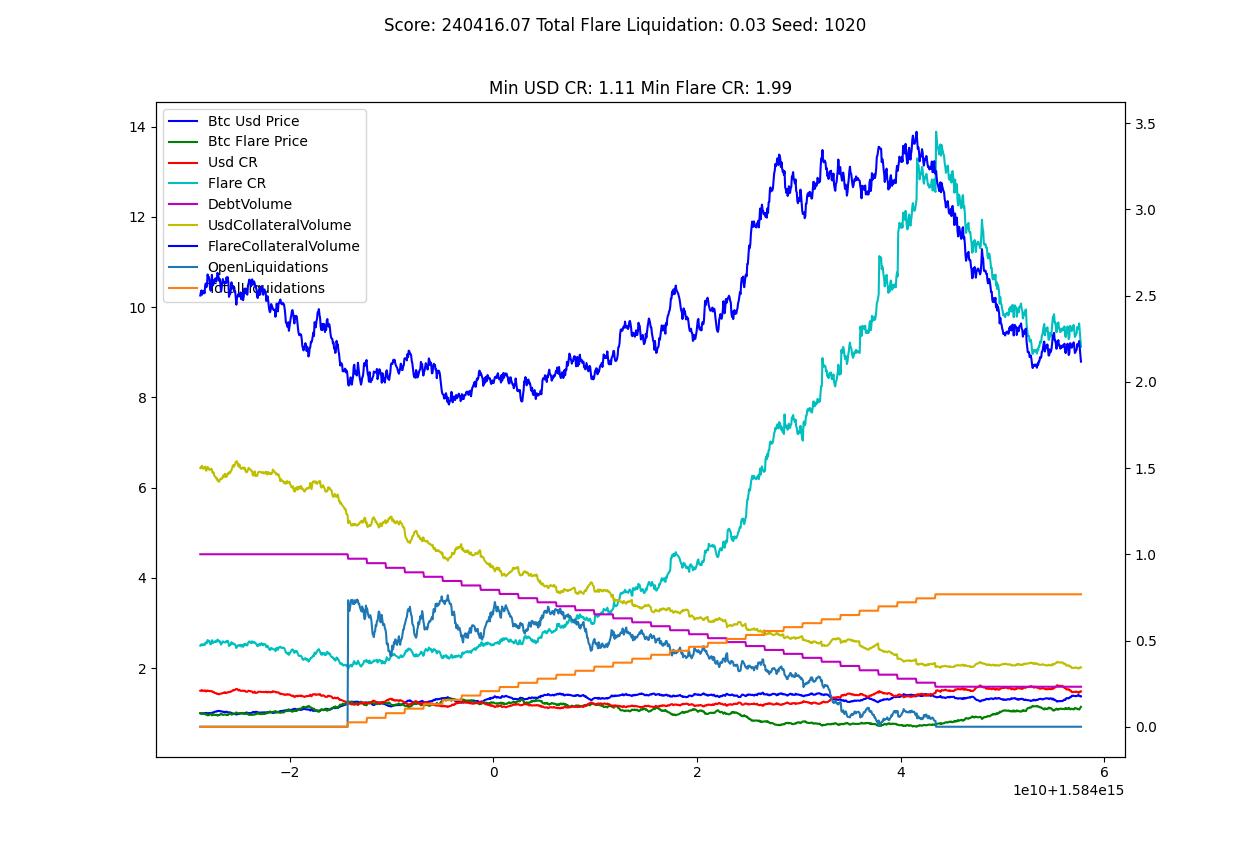 Score: 240416.07 Total Flare Liquidation: 0.03 Seed: 1020
Min USD CR: 1.11 Min Flare CR: 1.99
Btc Usd Price
Btc Flare Price
Usd CR
Flare CR
DebtVolume
UsdCollateralVolume
FlareCollateralVolume
OpenLiquidations
TotalLiquidations
14
12
10
8
6
4
2
3.5
3.0
2.5
2.0
1.5
1.0
0.5
0.0
−2
0
2
4
6
1e10+1.584e15